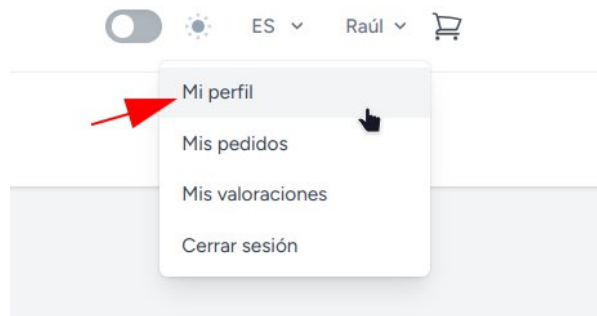 ES Raúl
Mi perfil
Mis pedidos
Mis valoraciones
Cerrar sesión